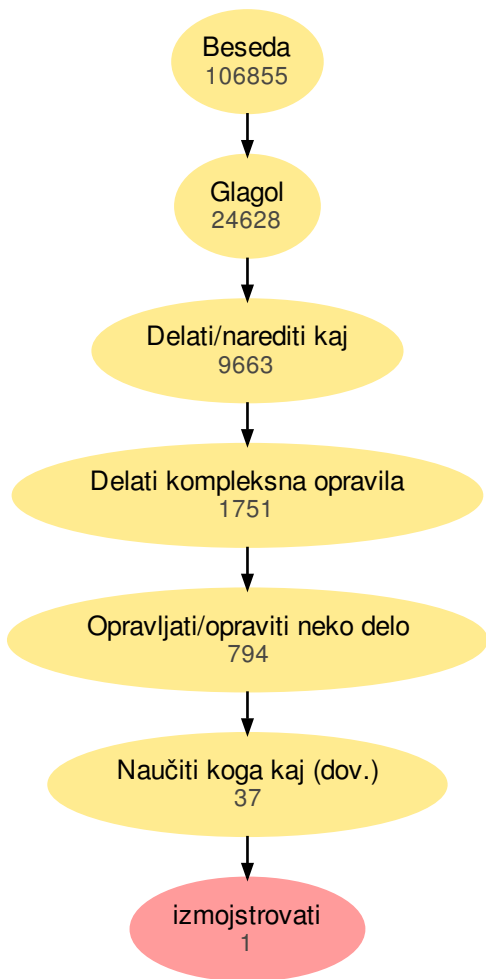 Beseda
106855
Glagol
24628
Delati/narediti kaj
9663
Delati kompleksna opravila
1751
Opravljati/opraviti neko delo
794
Naučiti koga kaj (dov.)
37
izmojstrovati
1